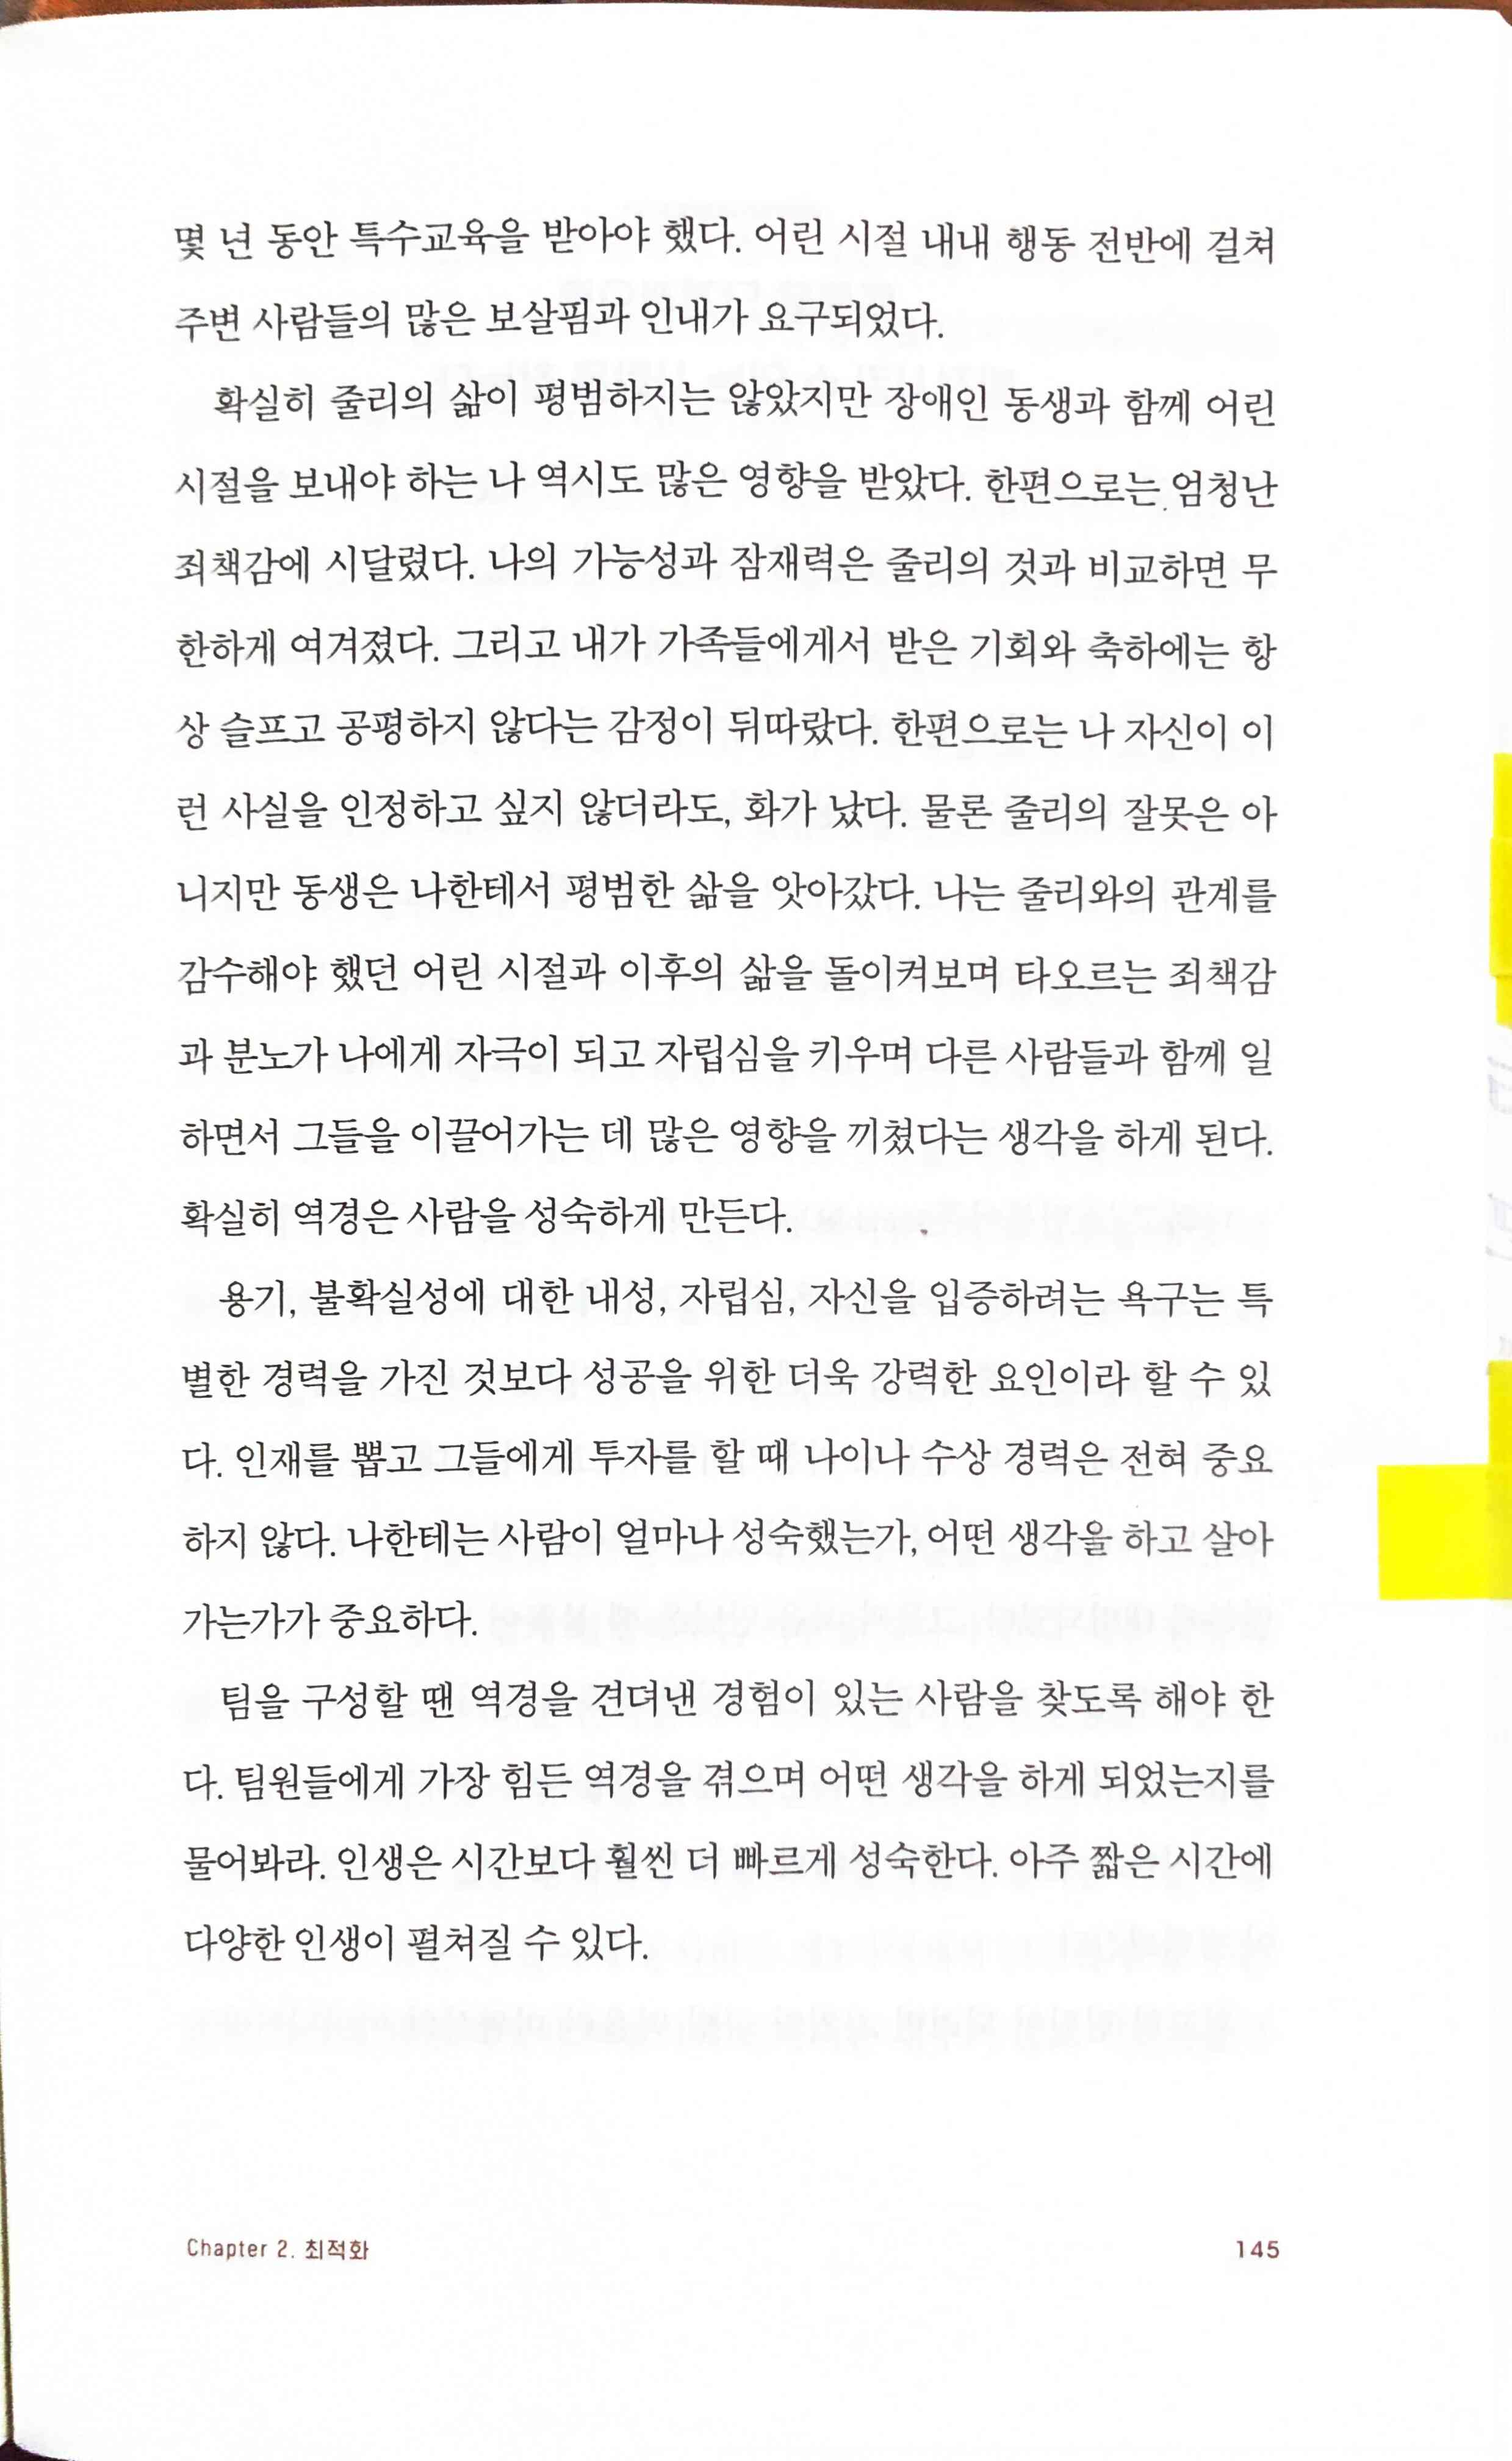 몇 년 동안 특수교육을 받아야 했다. 어린 시절 내내 행동 전반에 걸쳐
주변 사람들의 많은 보살핌과 인내가 요구되었다.
확실히 줄리의 삶이 평범하지는 않았지만 장애인 동생과 함께 어린
시절을 보내야 하는 나 역시도 많은 영향을 받았다. 한편으로는 엄청난
죄책감에 시달렸다. 나의 가능성과 잠재력은 줄리의 것과 비교하면 무
한하게 여겨졌다. 그리고 내가 가족들에게서 받은 기회와 축하에는 항
상 슬프고 공평하지 않다는 감정이 뒤따랐다. 한편으로는 나 자신이 이
런 사실을 인정하고 싶지 않더라도, 화가 났다. 물론 줄리의 잘못은 아
니지만 동생은 나한테서 평범한 삶을 앗아갔다. 나는 줄리와의 관계를
감수해야 했던 어린 시절과 이후의 삶을 돌이켜보며 타오르는 죄책감
과 분노가 나에게 자극이 되고 자립심을 키우며 다른 사람들과 함께 일
하면서 그들을 이끌어가는 데 많은 영향을 끼쳤다는 생각을 하게 된다.
확실히 역경은 사람을 성숙하게 만든다.
용기, 불확실성에 대한 내성, 자립심, 자신을 입증하려는 욕구는 특
별한 경력을 가진 것보다 성공을 위한 더욱 강력한 요인이라 할 수 있
다. 인재를 뽑고 그들에게 투자를 할 때 나이나 수상 경력은 전혀 중요
하지 않다. 나한테는 사람이 얼마나 성숙했는가, 어떤 생각을 하고 살아
가는가가 중요하다.
팀을 구성할 땐 역경을 견뎌낸 경험이 있는 사람을 찾도록 해야 한
다. 팀원들에게 가장 힘든 역경을 겪으며 어떤 생각을 하게 되었는지를
물어봐라. 인생은 시간보다 훨씬 더 빠르게 성숙한다. 아주 짧은 시간에
다양한 인생이 펼쳐질 수 있다.
Chapter 2. 최적화
145